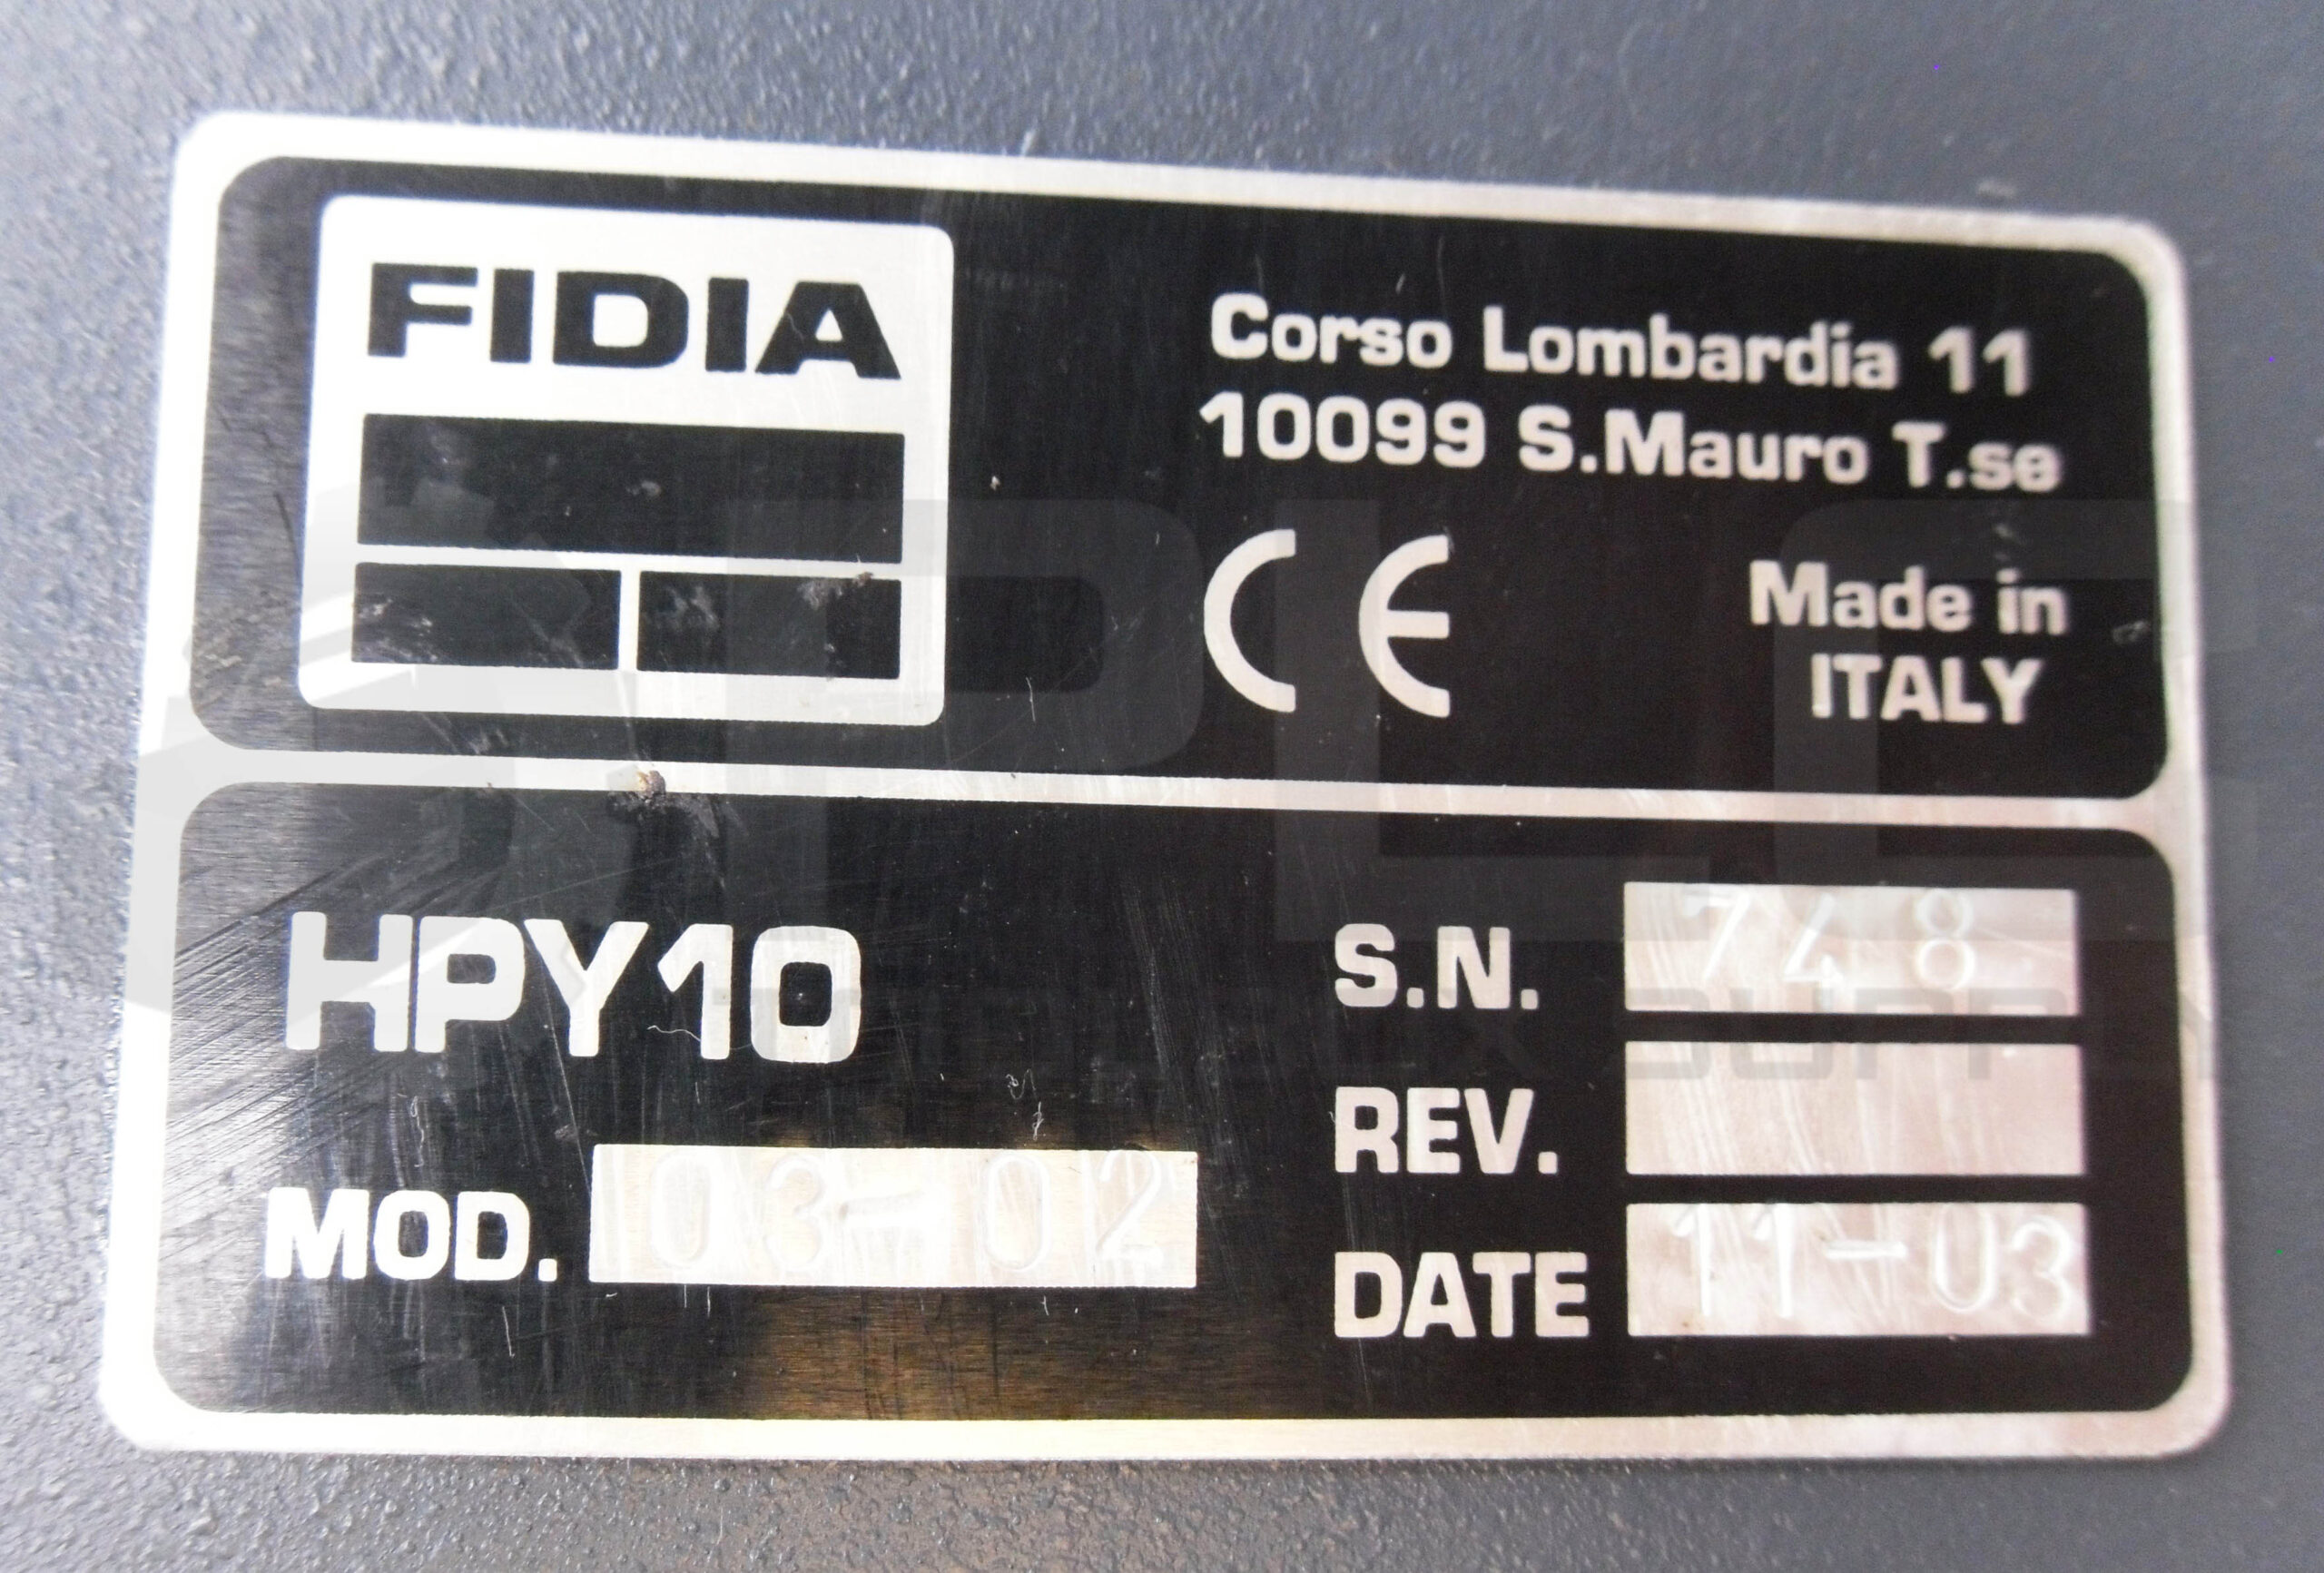 FIDIA
Corso Lombardia 11
10099 S.Mauro T.se
CE
Made in
ITALY
HPY10
MOD. 03-02
S.N. 748
REV.
DATE 11-03